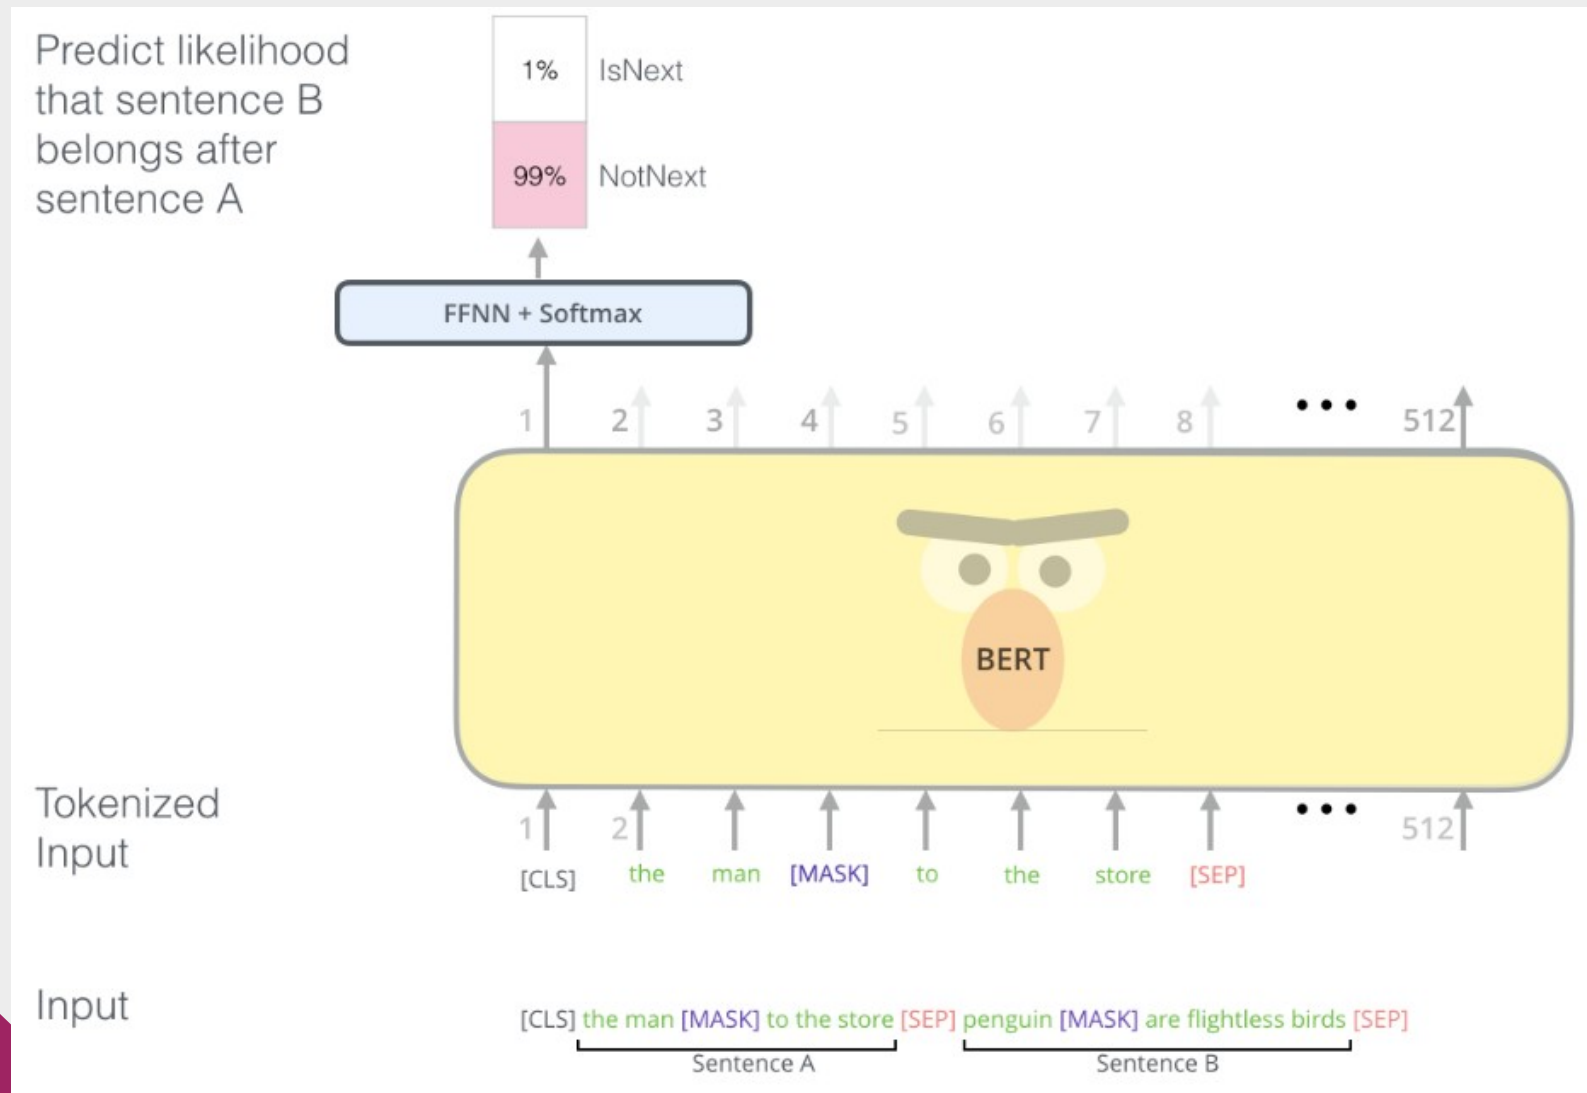 Predict likelihood
that sentence B
belongs after
sentence A
1% IsNext
99% NotNext
FFNN + Softmax
1 2 3 4 5 6 7 8 ••• 512
BERT
Tokenized
Input
1 2 ••• 512
[CLS] the man [MASK] to the store [SEP]
Input
[CLS] the man [MASK] to the store [SEP] penguin [MASK] are flightless birds [SEP]
Sentence A Sentence B